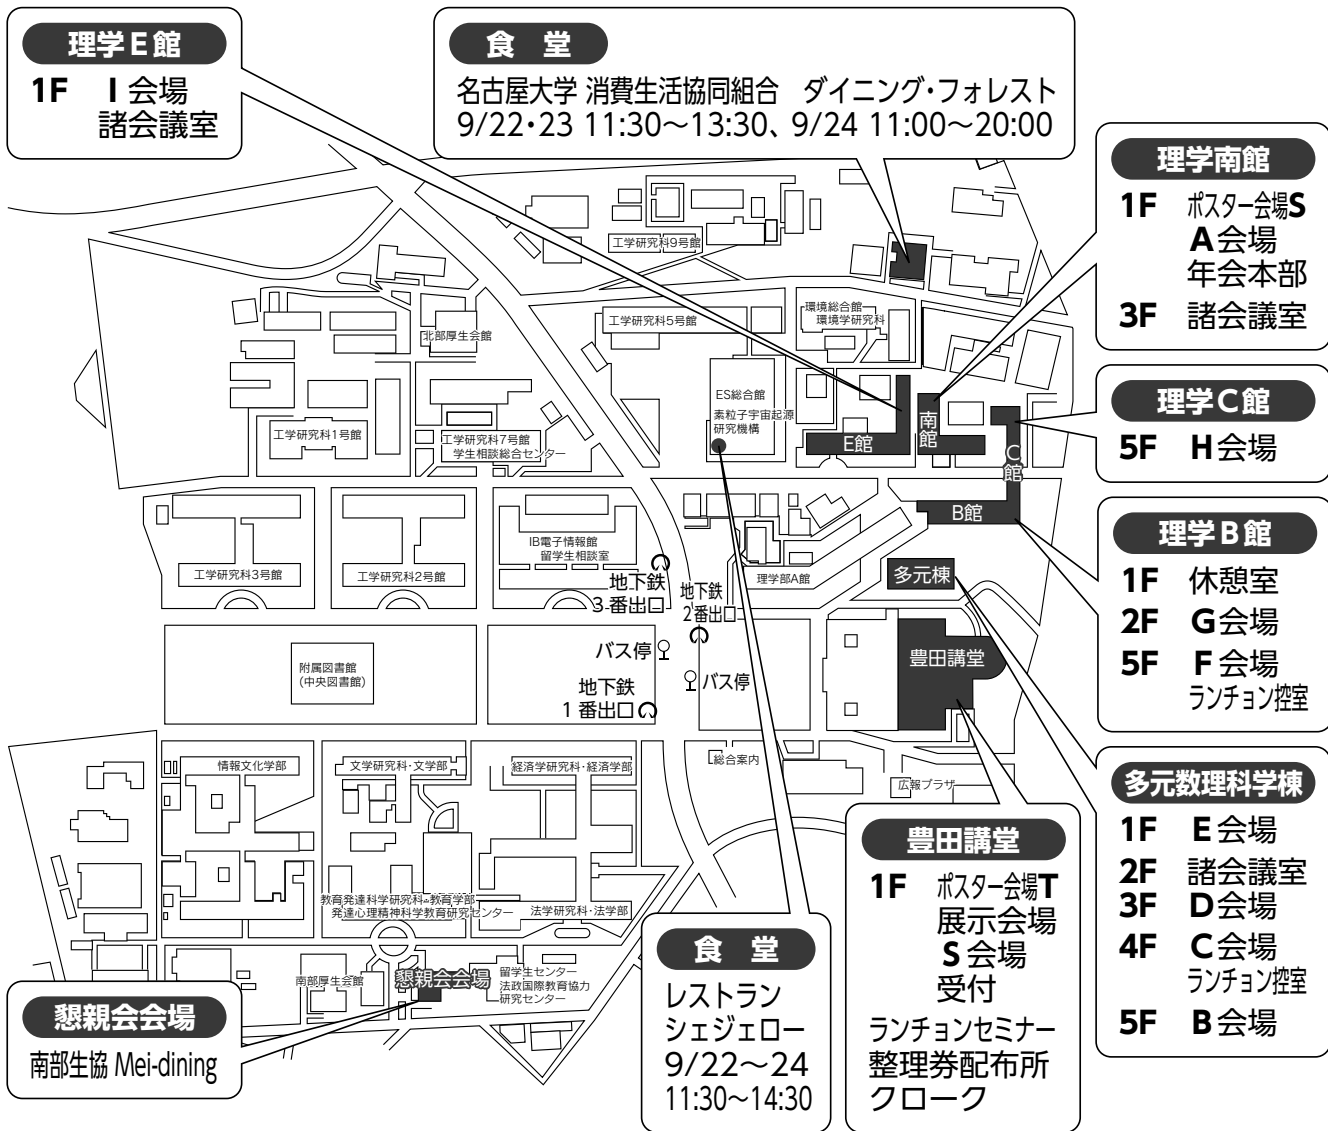 理学E館
1F I会場
諸会議室
食 堂
名古屋大学 消費生活協同組合 ダイニング・フォレスト
9/22・23 11:30～13:30、9/24 11:00～20:00
理学南館
1F ポスター会場S
A会場
年会本部
3F 諸会議室
理学C館
5F H会場
理学B館
1F 休憩室
2F G会場
5F F会場
ランチョン控室
多元数理科学棟
1F E会場
2F 諸会議室
3F D会場
4F C会場
ランチョン控室
5F B会場
豊田講堂
1F ポスター会場T
展示会場
S会場
受付
ランチョンセミナー
整理券配布所
クローク
食 堂
レストラン
シェジェロー
9/22～24
11:30～14:30
懇親会会場
南部生協 Mei-dining
工学研究科9号館
工学研究科5号館
環境総合館
環境学研究科
北部厚生会館
ES総合館
素粒子宇宙起源
研究機構
工学研究科1号館
工学研究科7号館
学生相談総合センター
E館
南館
C館
B館
IB電子情報館
留学生相談室
工学研究科3号館
工学研究科2号館
理学部A館
多元棟
地下鉄
3番出口
地下鉄
2番出口
バス停
バス停
地下鉄
1番出口
附属図書館
(中央図書館)
豊田講堂
総合案内
広報プラザ
情報文化学部
文学研究科・文学部
経済学研究科・経済学部
教育発達科学研究科・教育学部
発達心理精神科学教育研究センター
法学研究科・法学部
南部厚生会館
懇親会会場
留学生センター
法政国際教育協力
研究センター